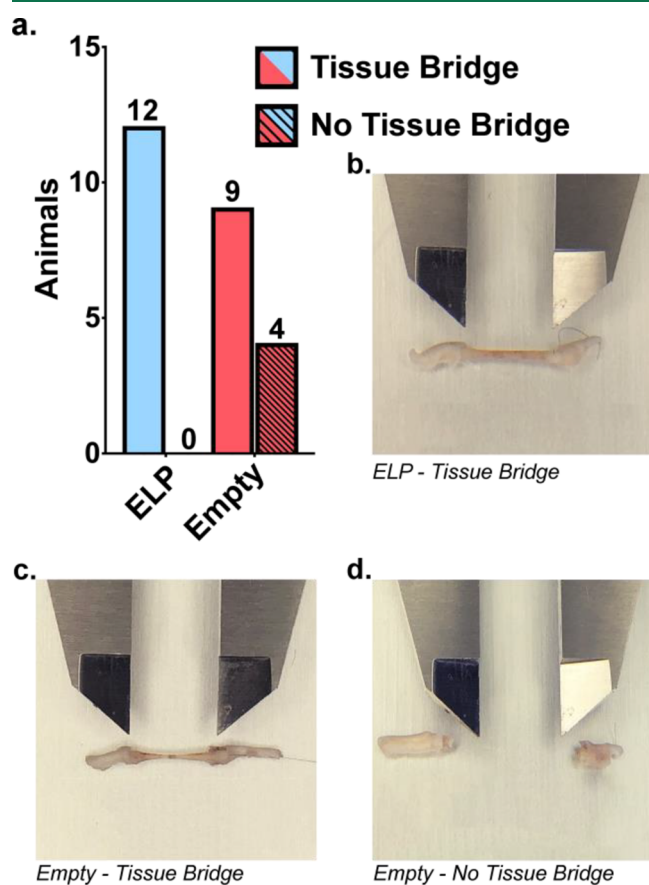 a.
15
10
5
0
Animals
12
0
9
4
ELP
Empty
Tissue Bridge
No Tissue Bridge
b.
ELP - Tissue Bridge
c.
Empty - Tissue Bridge
d.
Empty - No Tissue Bridge